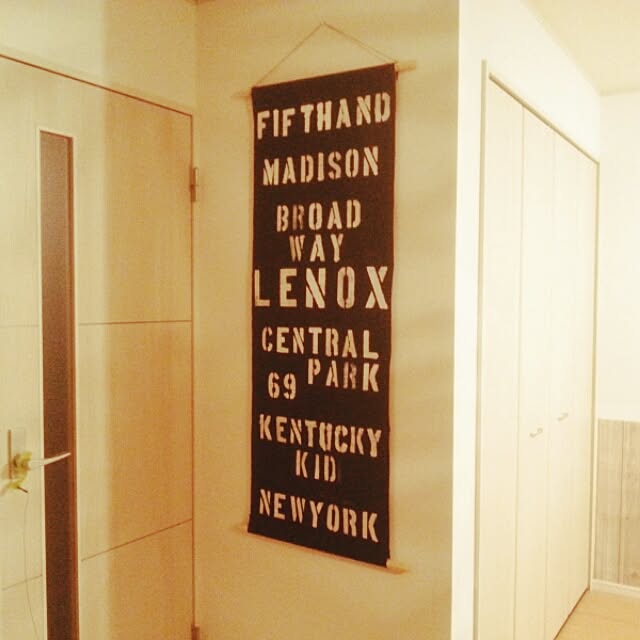 FIFTHAND
MADISON
BROAD
WAY
LENOX
CENTRAL
PARK
69
KENTUCKY
KID
NEWYORK